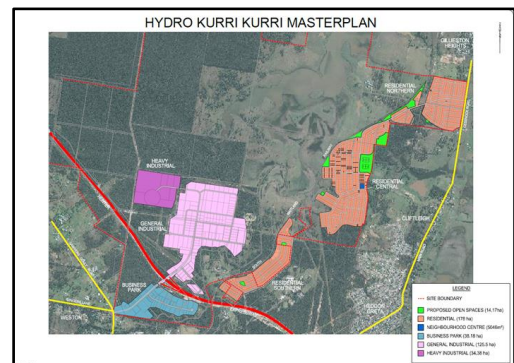 HYDRO KURRI KURRI MASTERPLAN
GILLIESTON
HEIGHTS
RESIDENTIAL
NORTHERN
HEAVY
INDUSTRIAL
RESIDENTIAL
CENTRAL
GENERAL
INDUSTRIAL
CLIFTLEIGH
BUSINESS
PARK
RESIDENTIAL
SOUTHERN
WESTON
HEDDON
GRETA
LEGEND
SITE BOUNDARY
PROPOSED OPEN SPACES (14.17ha)
RESIDENTIAL (176 ha)
NEIGHBOURHOOD CENTRE (5046m²)
BUSINESS PARK (38.18 ha)
GENERAL INDUSTRIAL (120.5 ha)
HEAVY INDUSTRIAL (34.38 ha)